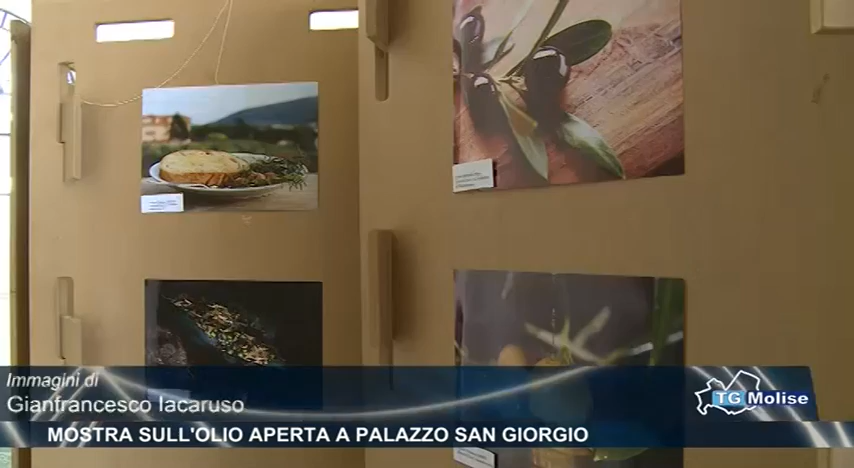 Immagini di
Gianfrancesco Iacaruso
TG Molise
MOSTRA SULL'OLIO APERTA A PALAZZO SAN GIORGIO